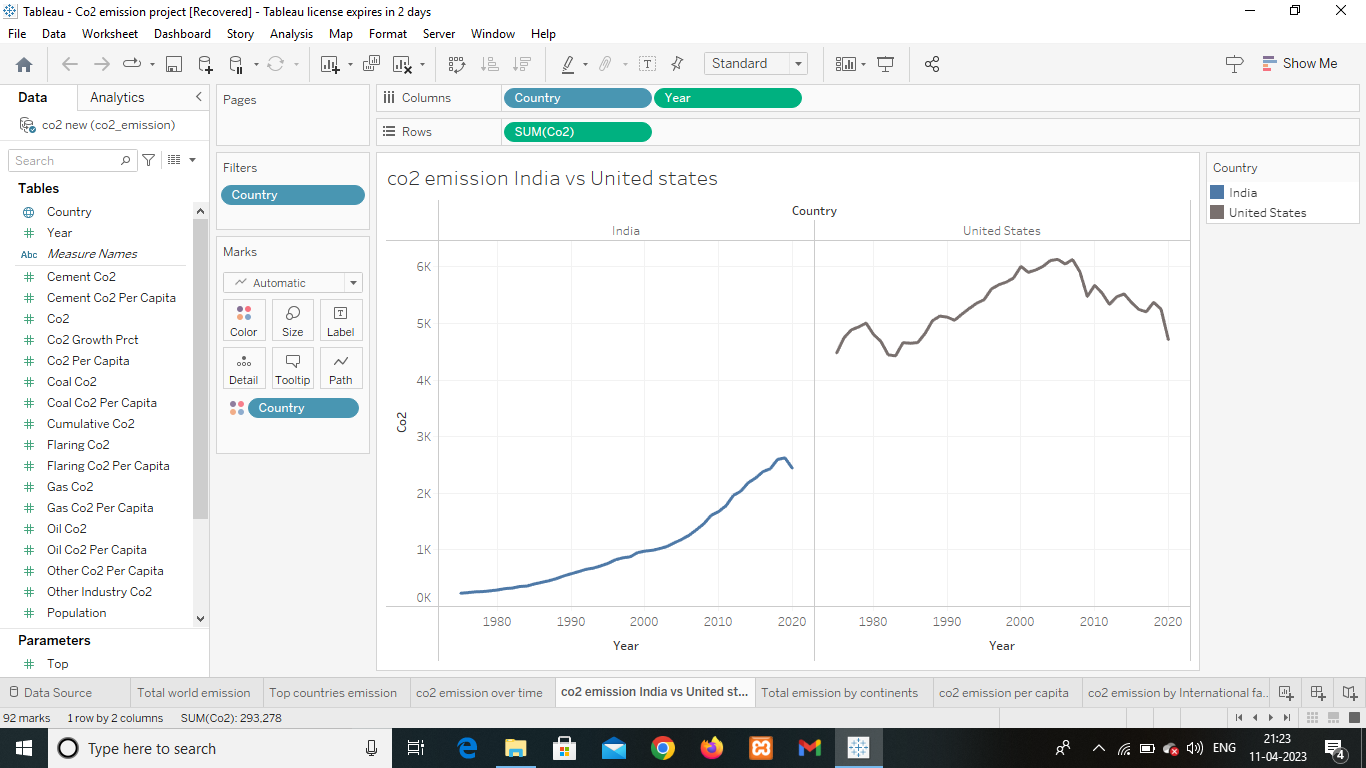 Tableau - Co2 emission project [Recovered] - Tableau license expires in 2 days
File Data Worksheet Dashboard Story Analysis Map Format Server Window Help
Standard
Show Me
Data Analytics
co2 new (co2_emission)
Search
Tables
Country
Year
Abc Measure Names
Cement Co2
Cement Co2 Per Capita
Co2
Co2 Growth Prct
Co2 Per Capita
Coal Co2
Coal Co2 Per Capita
Cumulative Co2
Flaring Co2
Flaring Co2 Per Capita
Gas Co2
Gas Co2 Per Capita
Oil Co2
Oil Co2 Per Capita
Other Co2 Per Capita
Other Industry Co2
Population
Parameters
Top
Pages
Filters
Country
Marks
Automatic
Color Size Label
Detail Tooltip Path
Country
Columns Country Year
Rows SUM(Co2)
co2 emission India vs United states
Country
India United States
6K
5K
4K
3K
2K
1K
0K
Co2
1980 1990 2000 2010 2020 1980 1990 2000 2010 2020
Year Year
Country
India
United States
Data Source Total world emission Top countries emission co2 emission over time co2 emission India vs United st... Total emission by continents co2 emission per capita co2 emission by International fa...
92 marks 1 row by 2 columns SUM(Co2): 293,278
Type here to search
ENG
21:23
11-04-2023
4